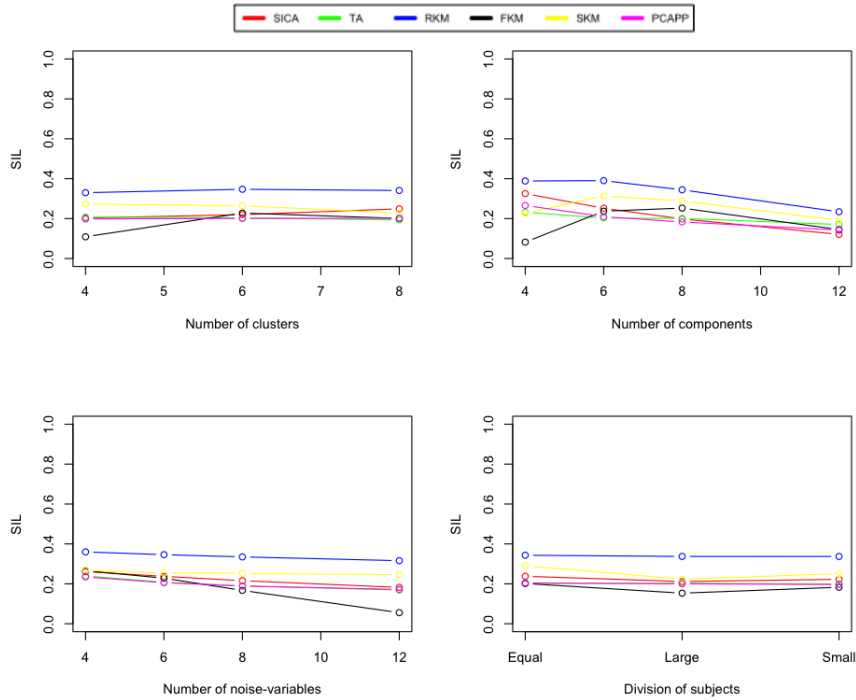 SICA TA RKM FKM SKM PCAPP
SIL
0.0 0.2 0.4 0.6 0.8 1.0
4 5 6 7 8
Number of clusters
SIL
0.0 0.2 0.4 0.6 0.8 1.0
4 6 8 10 12
Number of components
SIL
0.0 0.2 0.4 0.6 0.8 1.0
4 6 8 10 12
Number of noise-variables
SIL
0.0 0.2 0.4 0.6 0.8 1.0
Equal Large Small
Division of subjects